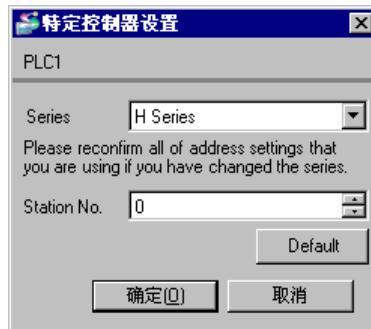 特定控制器设置
PLC1
Series H Series
Please reconfirm all of address settings that
you are using if you have changed the series.
Station No. 0
Default
确定(O) 取消